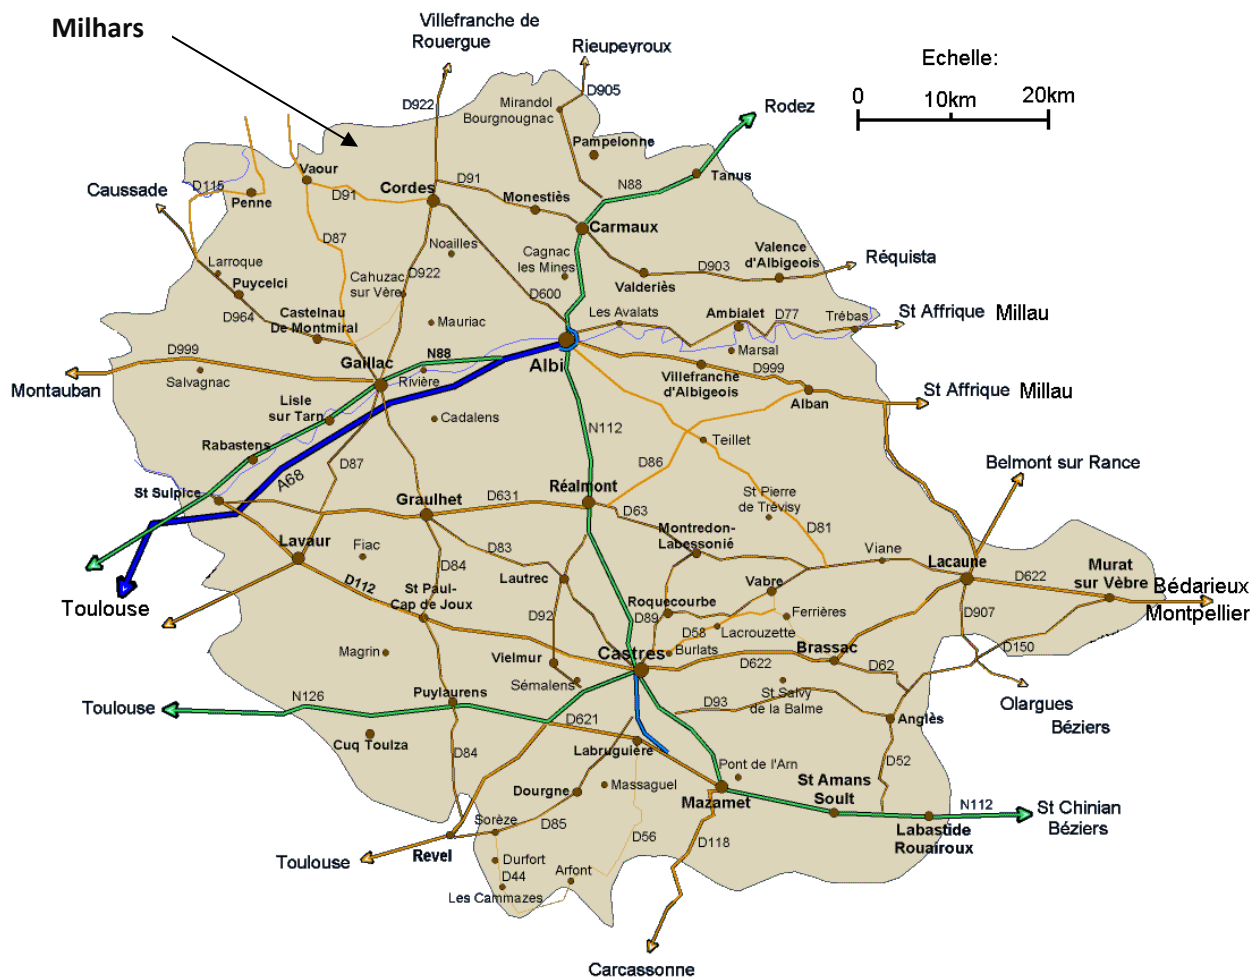 Milhars
Villefranche de
Rouergue
Rieupeyroux
Echelle:
0
10km
20km
D922
D905
Mirandol
Bourgnougnac
Rodez
Pampelonne
Caussade
D115
Penne
Vaour
D91
Cordes
D91
Monestiès
N88
Tanus
Carmaux
D87
Noailles
Cagnac
les Mines
Valence
d'Albigeois
Réquista
Larroque
Puycelci
Cahuzac
sur Vère
D922
D600
Valderiès
D903
D964
Castelnau
De Montmiral
Mauriac
Les Avalats
Ambialet
D77
Trébas
St Affrique
Millau
D999
Montauban
Salvagnac
Gaillac
N88
Rivière
Albi
Marsal
Villefranche
d'Albigeois
D999
Alban
St Affrique
Millau
Lisle
sur Tarn
Cadalens
Rabastens
N112
Teillet
D87
A68
D86
Belmont sur Rance
St Sulpice
Graulhet
D631
Réalmont
D63
St Pierre
de Trévisy
Montredon-
Labessonié
D81
Lavaur
Fiac
D83
D84
Viane
Lacaune
Murat
sur Vèbre
D622
Bédarieux
Montpellier
Toulouse
D112
St Paul-
Cap de Joux
Lautrec
Vabre
Roquecourbe
Ferrières
D907
D92
D89
D58
Lacrouzette
Burlats
Magrin
Vielmur
Castres
Brassac
D622
D62
D150
Sémalens
Toulouse
N126
Puylaurens
D621
D93
St Salvy
de la Balme
Anglès
Olargues
Béziers
Cuq Toulza
D84
Labruguière
Pont de l'Arn
D52
Dourgne
Massaguel
Mazamet
St Amans
Soult
N112
St Chinian
Béziers
Labastide
Rouairoux
Sorèze
D85
D56
D118
Toulouse
Revel
Durfort
D44
Arfont
Les Cammazes
Carcassonne